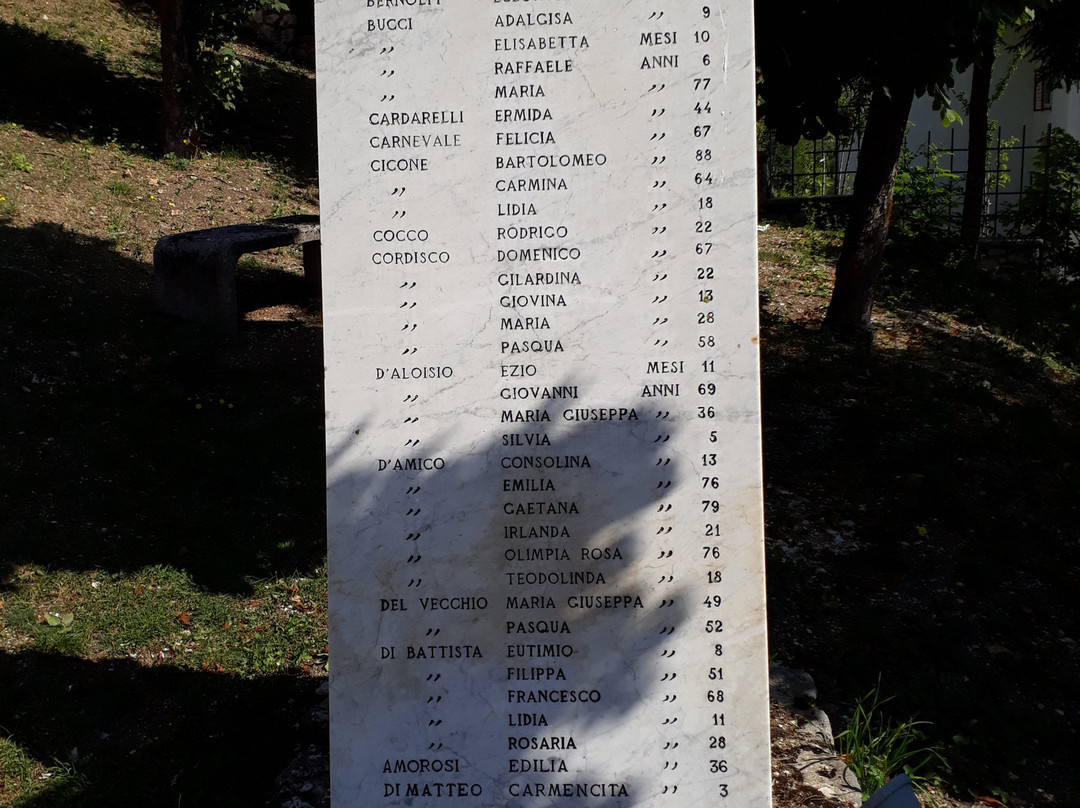 BUCCI ADALGISA ,, 9
,, ELISABETTA MESI 10
,, RAFFAELE ANNI 6
,, MARIA ,, 77
CARDARELLI ERMIDA ,, 44
CARNEVALE FELICIA ,, 67
CICONE BARTOLOMEO ,, 88
,, CARMINA ,, 64
,, LIDIA ,, 18
COCCO RODRIGO ,, 22
CORDISCO DOMENICO ,, 67
,, GILARDINA ,, 22
,, GIOVINA ,, 13
,, MARIA ,, 28
,, PASQUA ,, 58
D'ALOISIO EZIO MESI 11
,, GIOVANNI ANNI 69
,, MARIA GIUSEPPA ,, 36
,, SILVIA ,, 5
D'AMICO CONSOLINA ,, 13
,, EMILIA ,, 76
,, GAETANA ,, 79
,, IRLANDA ,, 21
,, OLIMPIA ROSA ,, 76
,, TEODOLINDA ,, 18
DEL VECCHIO MARIA GIUSEPPA ,, 49
,, PASQUA ,, 52
DI BATTISTA EUTIMIO ,, 8
,, FILIPPA ,, 51
,, FRANCESCO ,, 68
,, LIDIA ,, 11
,, ROSARIA ,, 28
AMOROSI EDILIA ,, 36
DI MATTEO CARMENCITA ,, 3